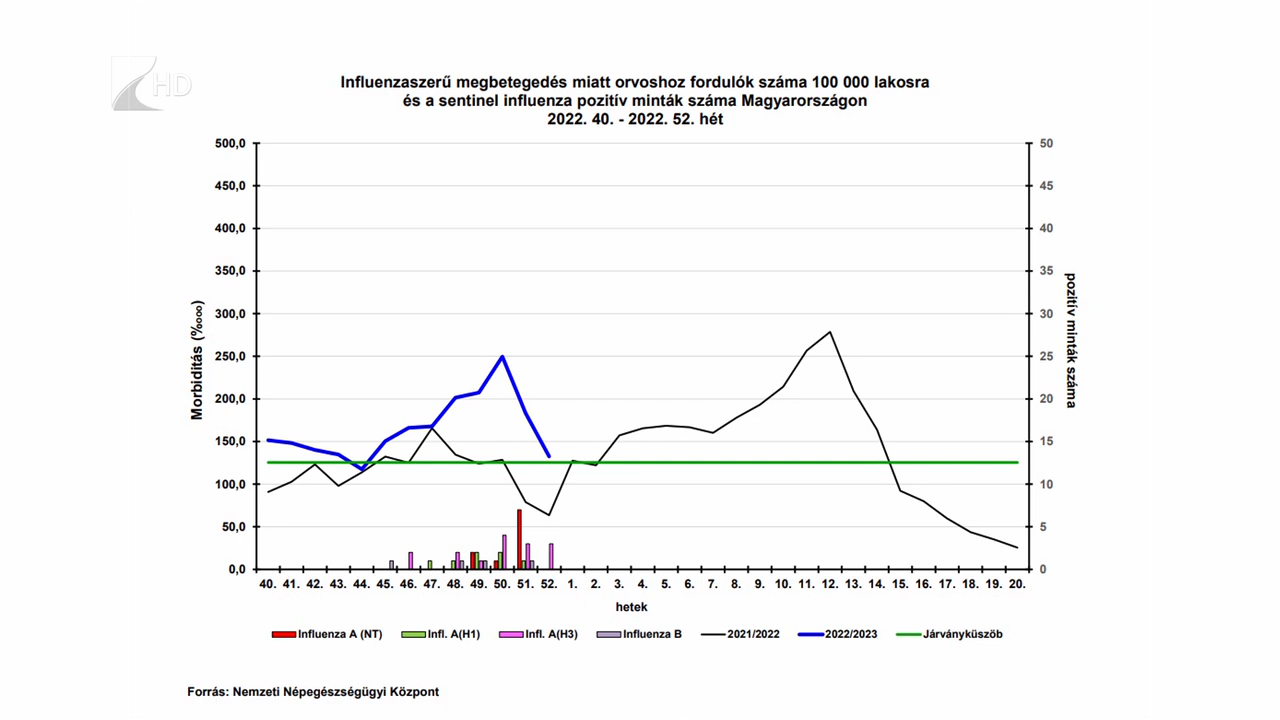 HD
Influenzaszerű megbetegedés miatt orvoshoz fordulók száma 100 000 lakosra
és a sentinel influenza pozitív minták száma Magyarországon
2022. 40. - 2022. 52. hét
500,0
450,0
400,0
350,0
300,0
250,0
200,0
150,0
100,0
50,0
0,0
Morbiditás (%ₒₒₒ)
50
45
40
35
30
25
20
15
10
5
0
pozitív minták száma
40. 41. 42. 43. 44. 45. 46. 47. 48. 49. 50. 51. 52. 1. 2. 3. 4. 5. 6. 7. 8. 9. 10. 11. 12. 13. 14. 15. 16. 17. 18. 19. 20.
hetek
Influenza A (NT) Infl. A(H1) Infl. A(H3) Influenza B 2021/2022 2022/2023 Járványküszöb
Forrás: Nemzeti Népegészségügyi Központ